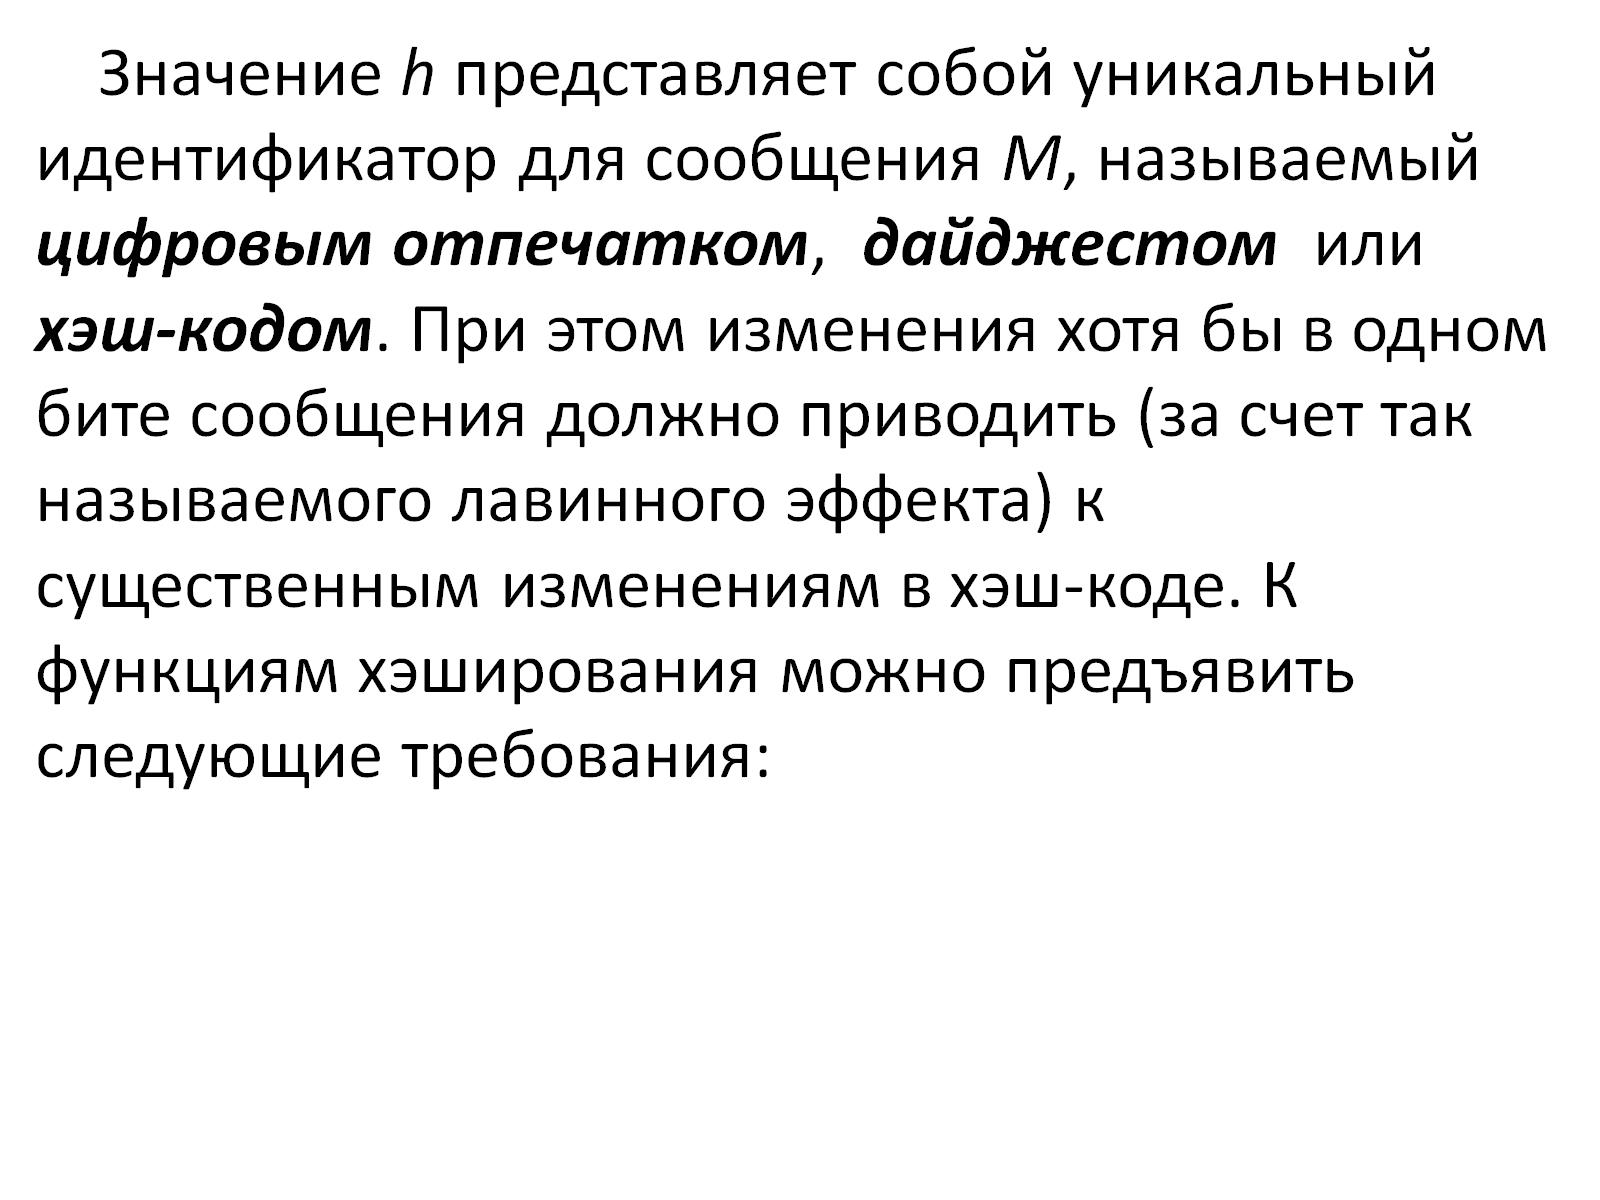 Значение h представляет собой уникальный
идентификатор для сообщения M, называемый
цифровым отпечатком, дайджестом или
хэш-кодом. При этом изменения хотя бы в одном
бите сообщения должно приводить (за счет так
называемого лавинного эффекта) к
существенным изменениям в хэш-коде. К
функциям хэширования можно предъявить
следующие требования: